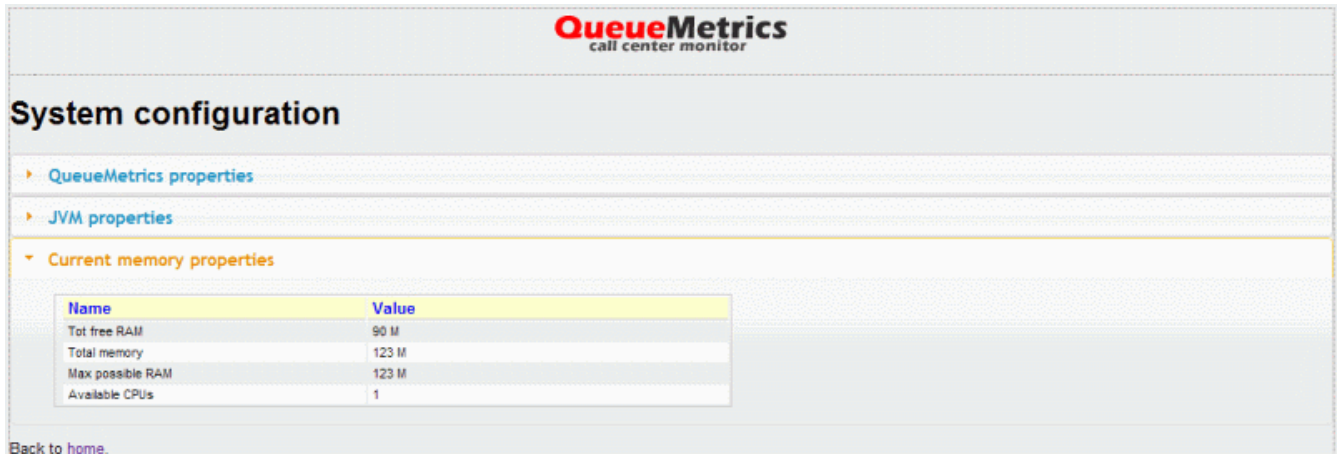 QueueMetrics
call center monitor
System configuration
QueueMetrics properties
JVM properties
Current memory properties
Name Value
Tot free RAM 90 M
Total memory 123 M
Max possible RAM 123 M
Available CPUs 1
Back to home.